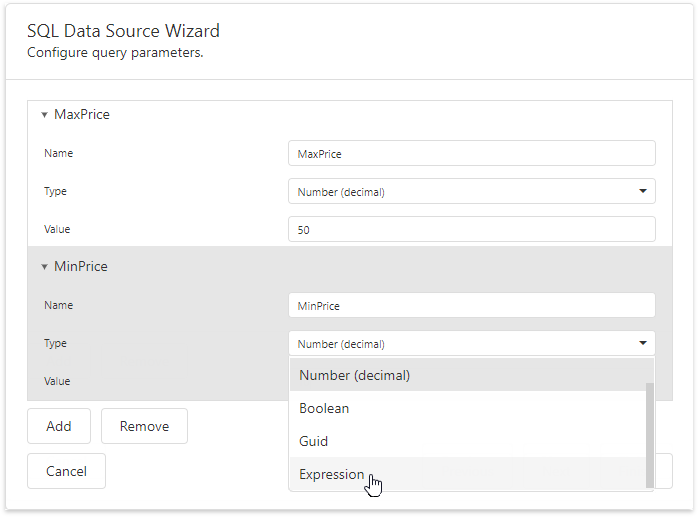 SQL Data Source Wizard
Configure query parameters.
MaxPrice
Name MaxPrice
Type Number (decimal)
Value 50
MinPrice
Name MinPrice
Type Number (decimal)
Value
Number (decimal)
Boolean
Guid
Expression
Add Remove
Cancel